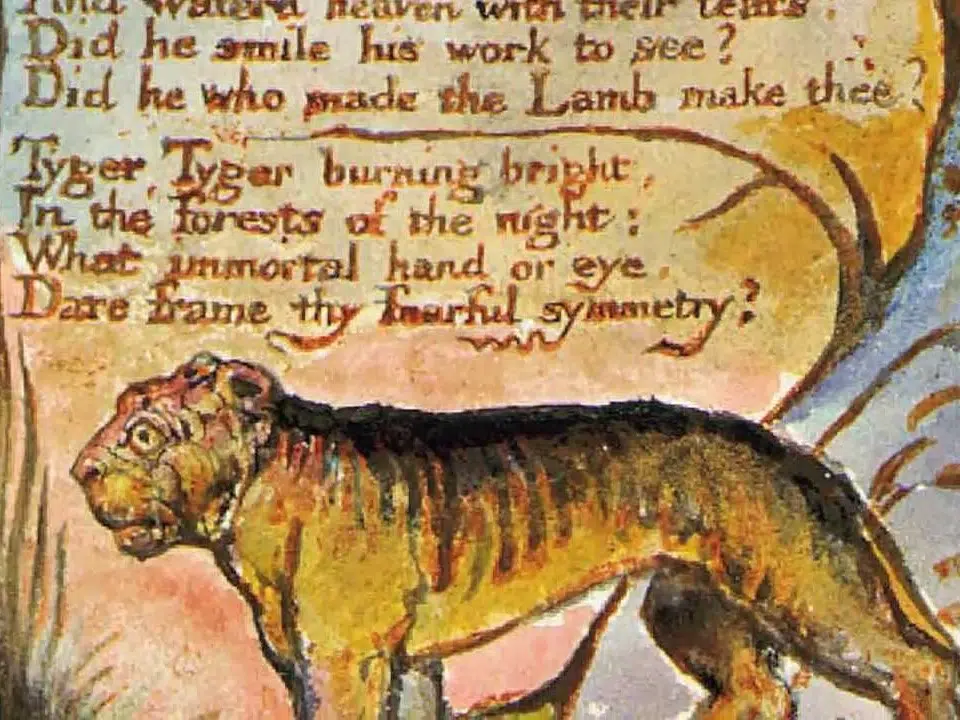 And water'd heaven with their tears:
Did he smile his work to see?
Did he who made the Lamb make thee?
Tyger Tyger burning bright,
In the forests of the night:
What immortal hand or eye,
Dare frame thy fearful symmetry?